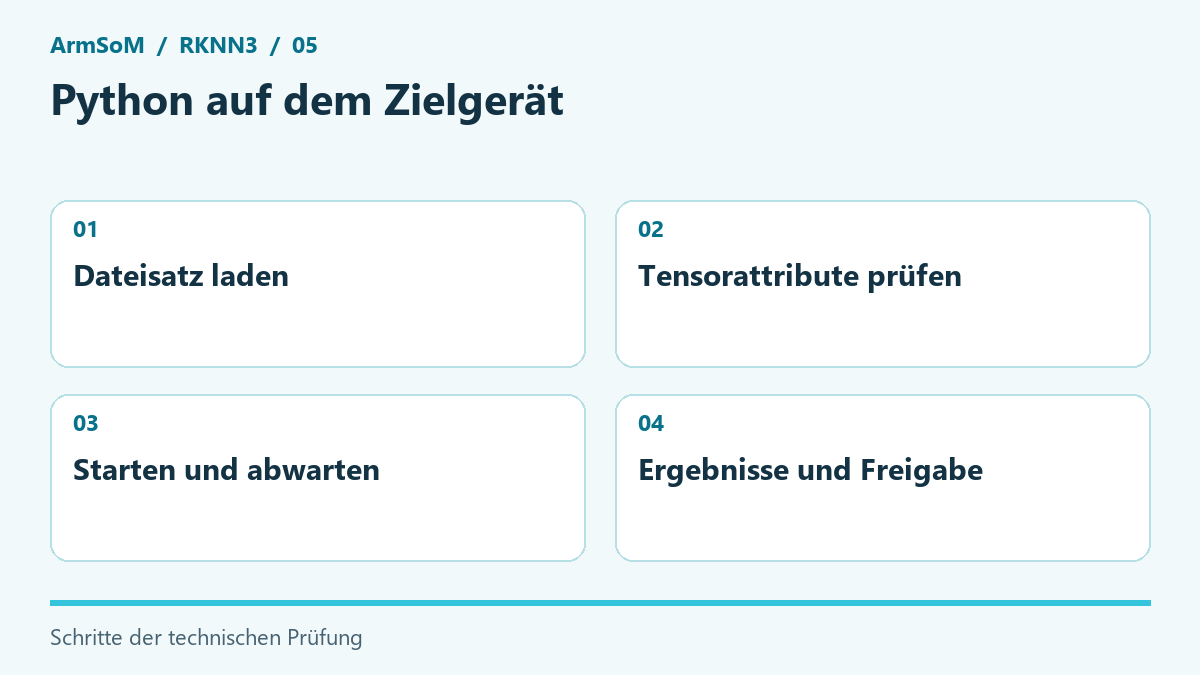 ArmSoM / RKNN3 / 05
Python auf dem Zielgerät
01
Dateisatz laden
02
Tensorattribute prüfen
03
Starten und abwarten
04
Ergebnisse und Freigabe
Schritte der technischen Prüfung